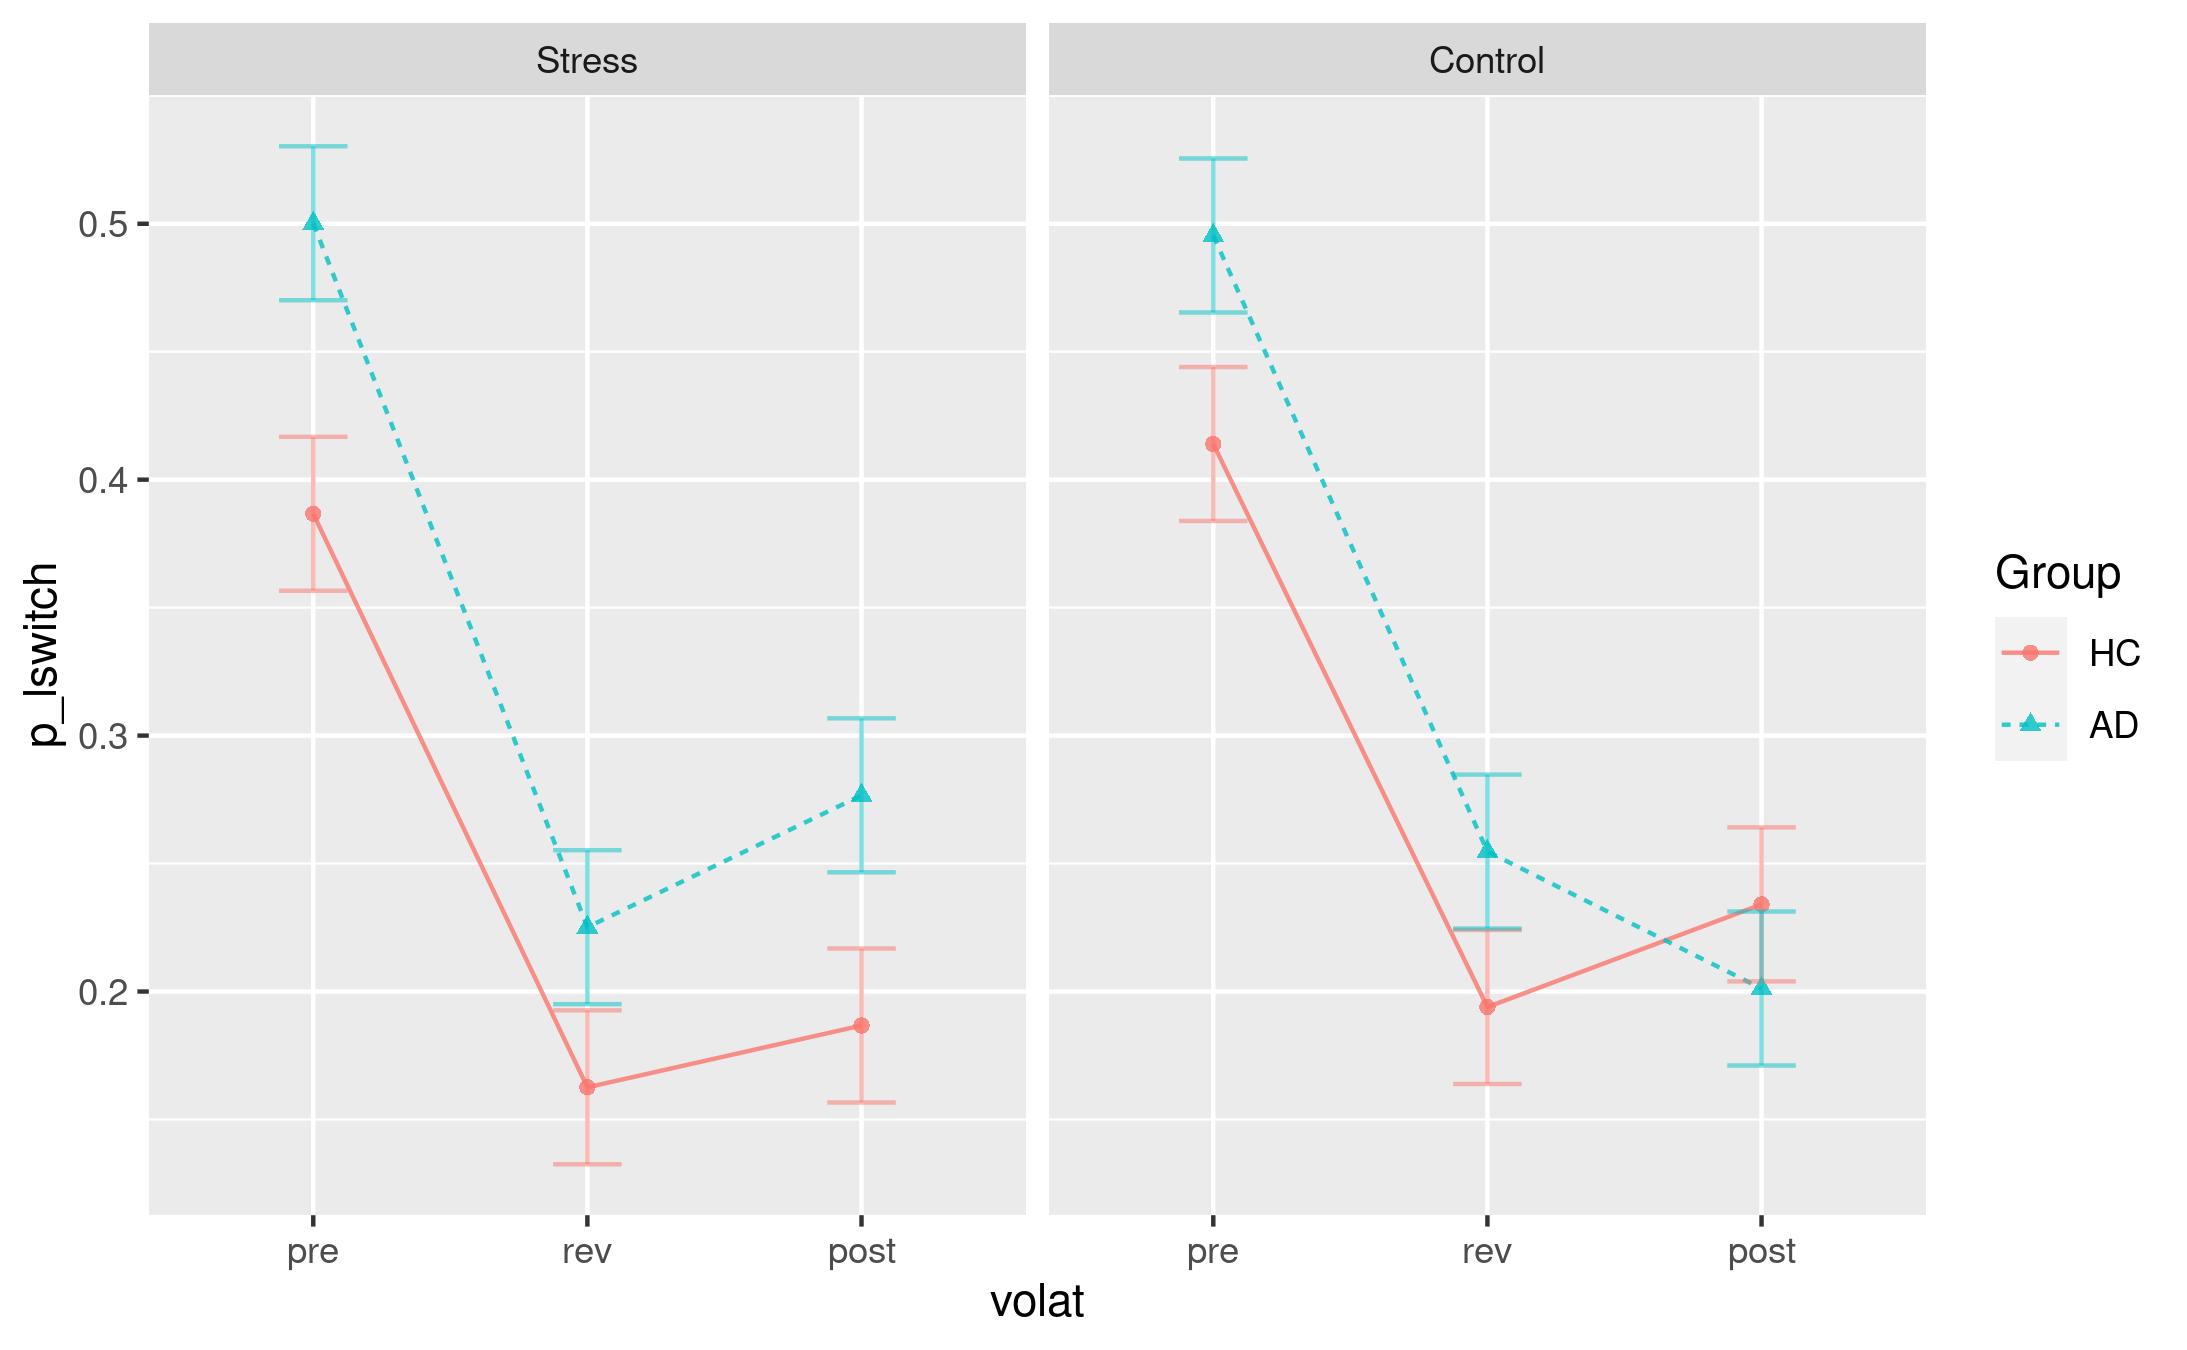 Stress
Control
p_lswitch
0.5
0.4
0.3
0.2
pre
rev
post
pre
rev
post
volat
Group
HC
AD